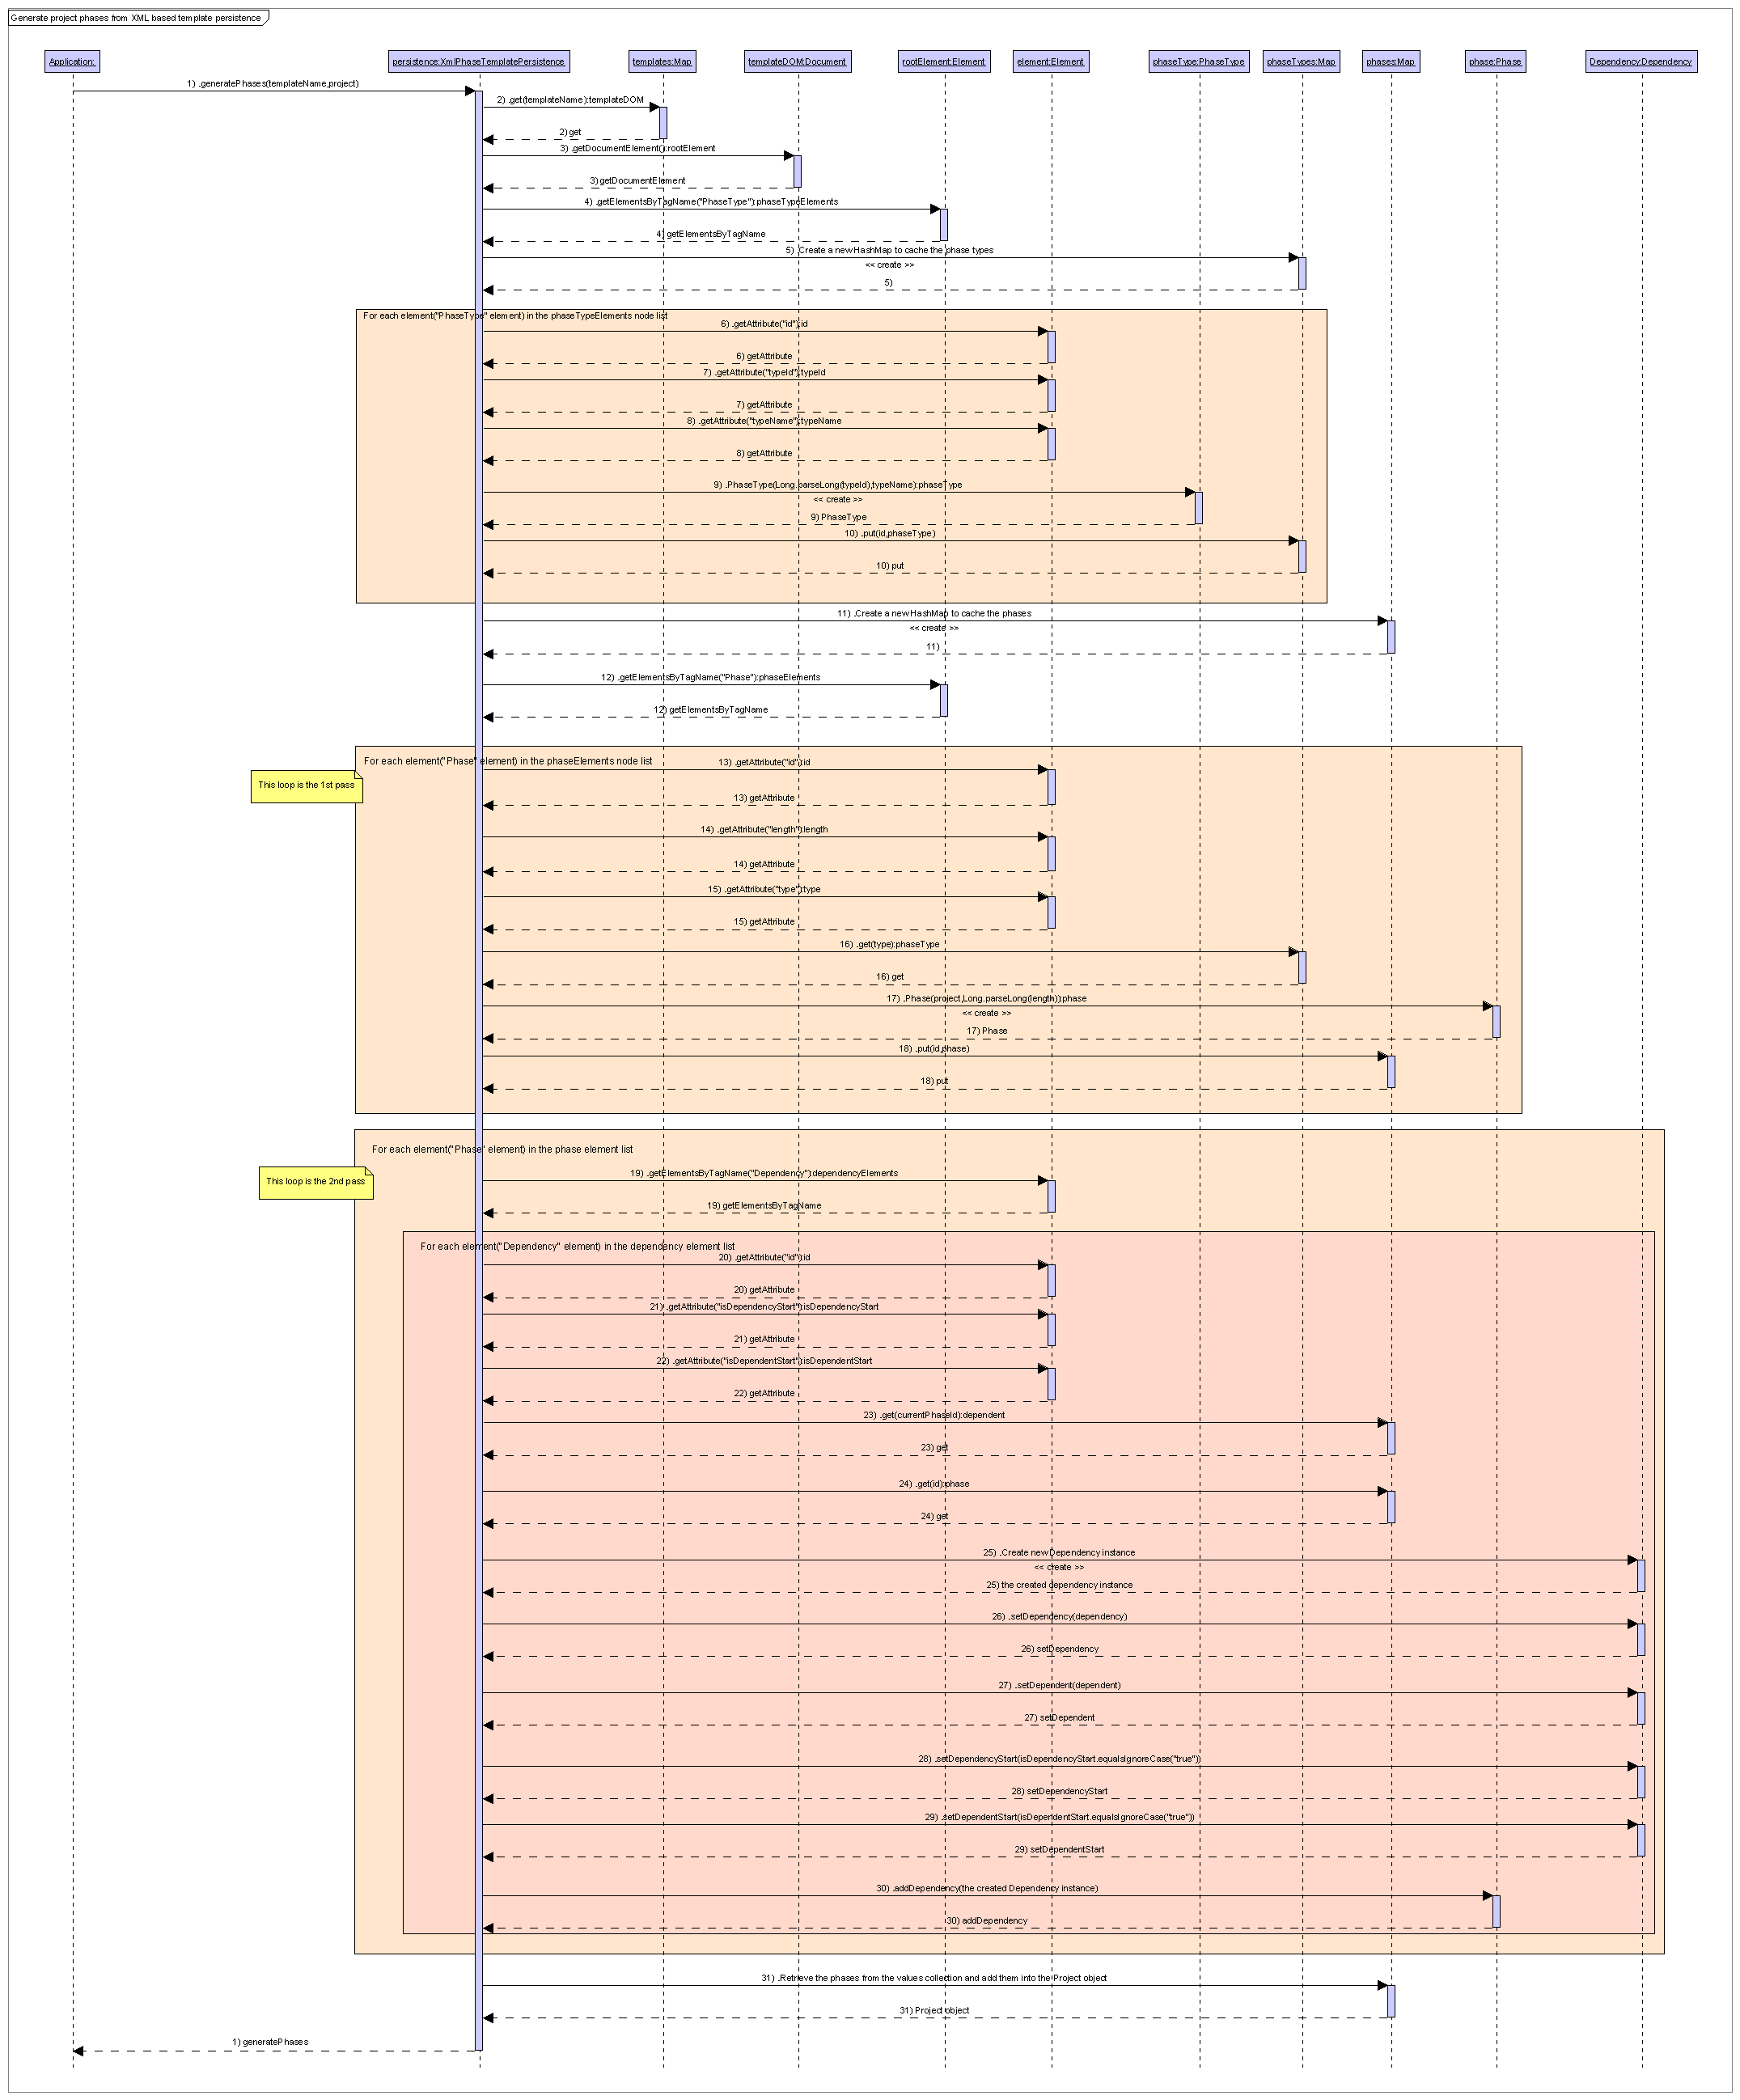 Generate project phases from XML based template persistence
Application:
persistence:XmlPhaseTemplatePersistence
templates:Map
templateDOM:Document
rootElement:Element
element:Element
phaseType:PhaseType
phaseTypes:Map
phases:Map
phase:Phase
Dependency:Dependency
1) .generatePhases(templateName,project)
2) .get(templateName):templateDOM
2) get
3) .getDocumentElement():rootElement
3) getDocumentElement
4) .getElementsByTagName("PhaseType"):phaseTypeElements
4) getElementsByTagName
5) .Create a new HashMap to cache the phase types
<< create >>
5)
For each element("PhaseType" element) in the phaseTypeElements node list
6) .getAttribute("id"):id
6) getAttribute
7) .getAttribute("typeId"):typeId
7) getAttribute
8) .getAttribute("typeName"):typeName
8) getAttribute
9) .PhaseType(Long.parseLong(typeId),typeName):phaseType
<< create >>
9) PhaseType
10) .put(id,phaseType)
10) put
11) .Create a new HashMap to cache the phases
<< create >>
11)
12) .getElementsByTagName("Phase"):phaseElements
12) getElementsByTagName
For each element("Phase" element) in the phaseElements node list
This loop is the 1st pass
13) .getAttribute("id"):id
13) getAttribute
14) .getAttribute("length"):length
14) getAttribute
15) .getAttribute("type"):type
15) getAttribute
16) .get(type):phaseType
16) get
17) .Phase(project,Long.parseLong(length)):phase
<< create >>
17) Phase
18) .put(id,phase)
18) put
For each element("Phase" element) in the phase element list
This loop is the 2nd pass
19) .getElementsByTagName("Dependency"):dependencyElements
19) getElementsByTagName
For each element("Dependency" element) in the dependency element list
20) .getAttribute("id"):id
20) getAttribute
21) .getAttribute("isDependencyStart"):isDependencyStart
21) getAttribute
22) .getAttribute("isDependentStart"):isDependentStart
22) getAttribute
23) .get(currentPhaseId):dependent
23) get
24) .get(id):phase
24) get
25) .Create new Dependency instance
<< create >>
25) the created dependency instance
26) .setDependency(dependency)
26) setDependency
27) .setDependent(dependent)
27) setDependent
28) .setDependencyStart(isDependencyStart.equalsIgnoreCase("true"))
28) setDependencyStart
29) .setDependentStart(isDependentStart.equalsIgnoreCase("true"))
29) setDependentStart
30) .addDependency(the created Dependency instance)
30) addDependency
31) .Retrieve the phases from the values collection and add them into the Project object
31) Project object
1) generatePhases